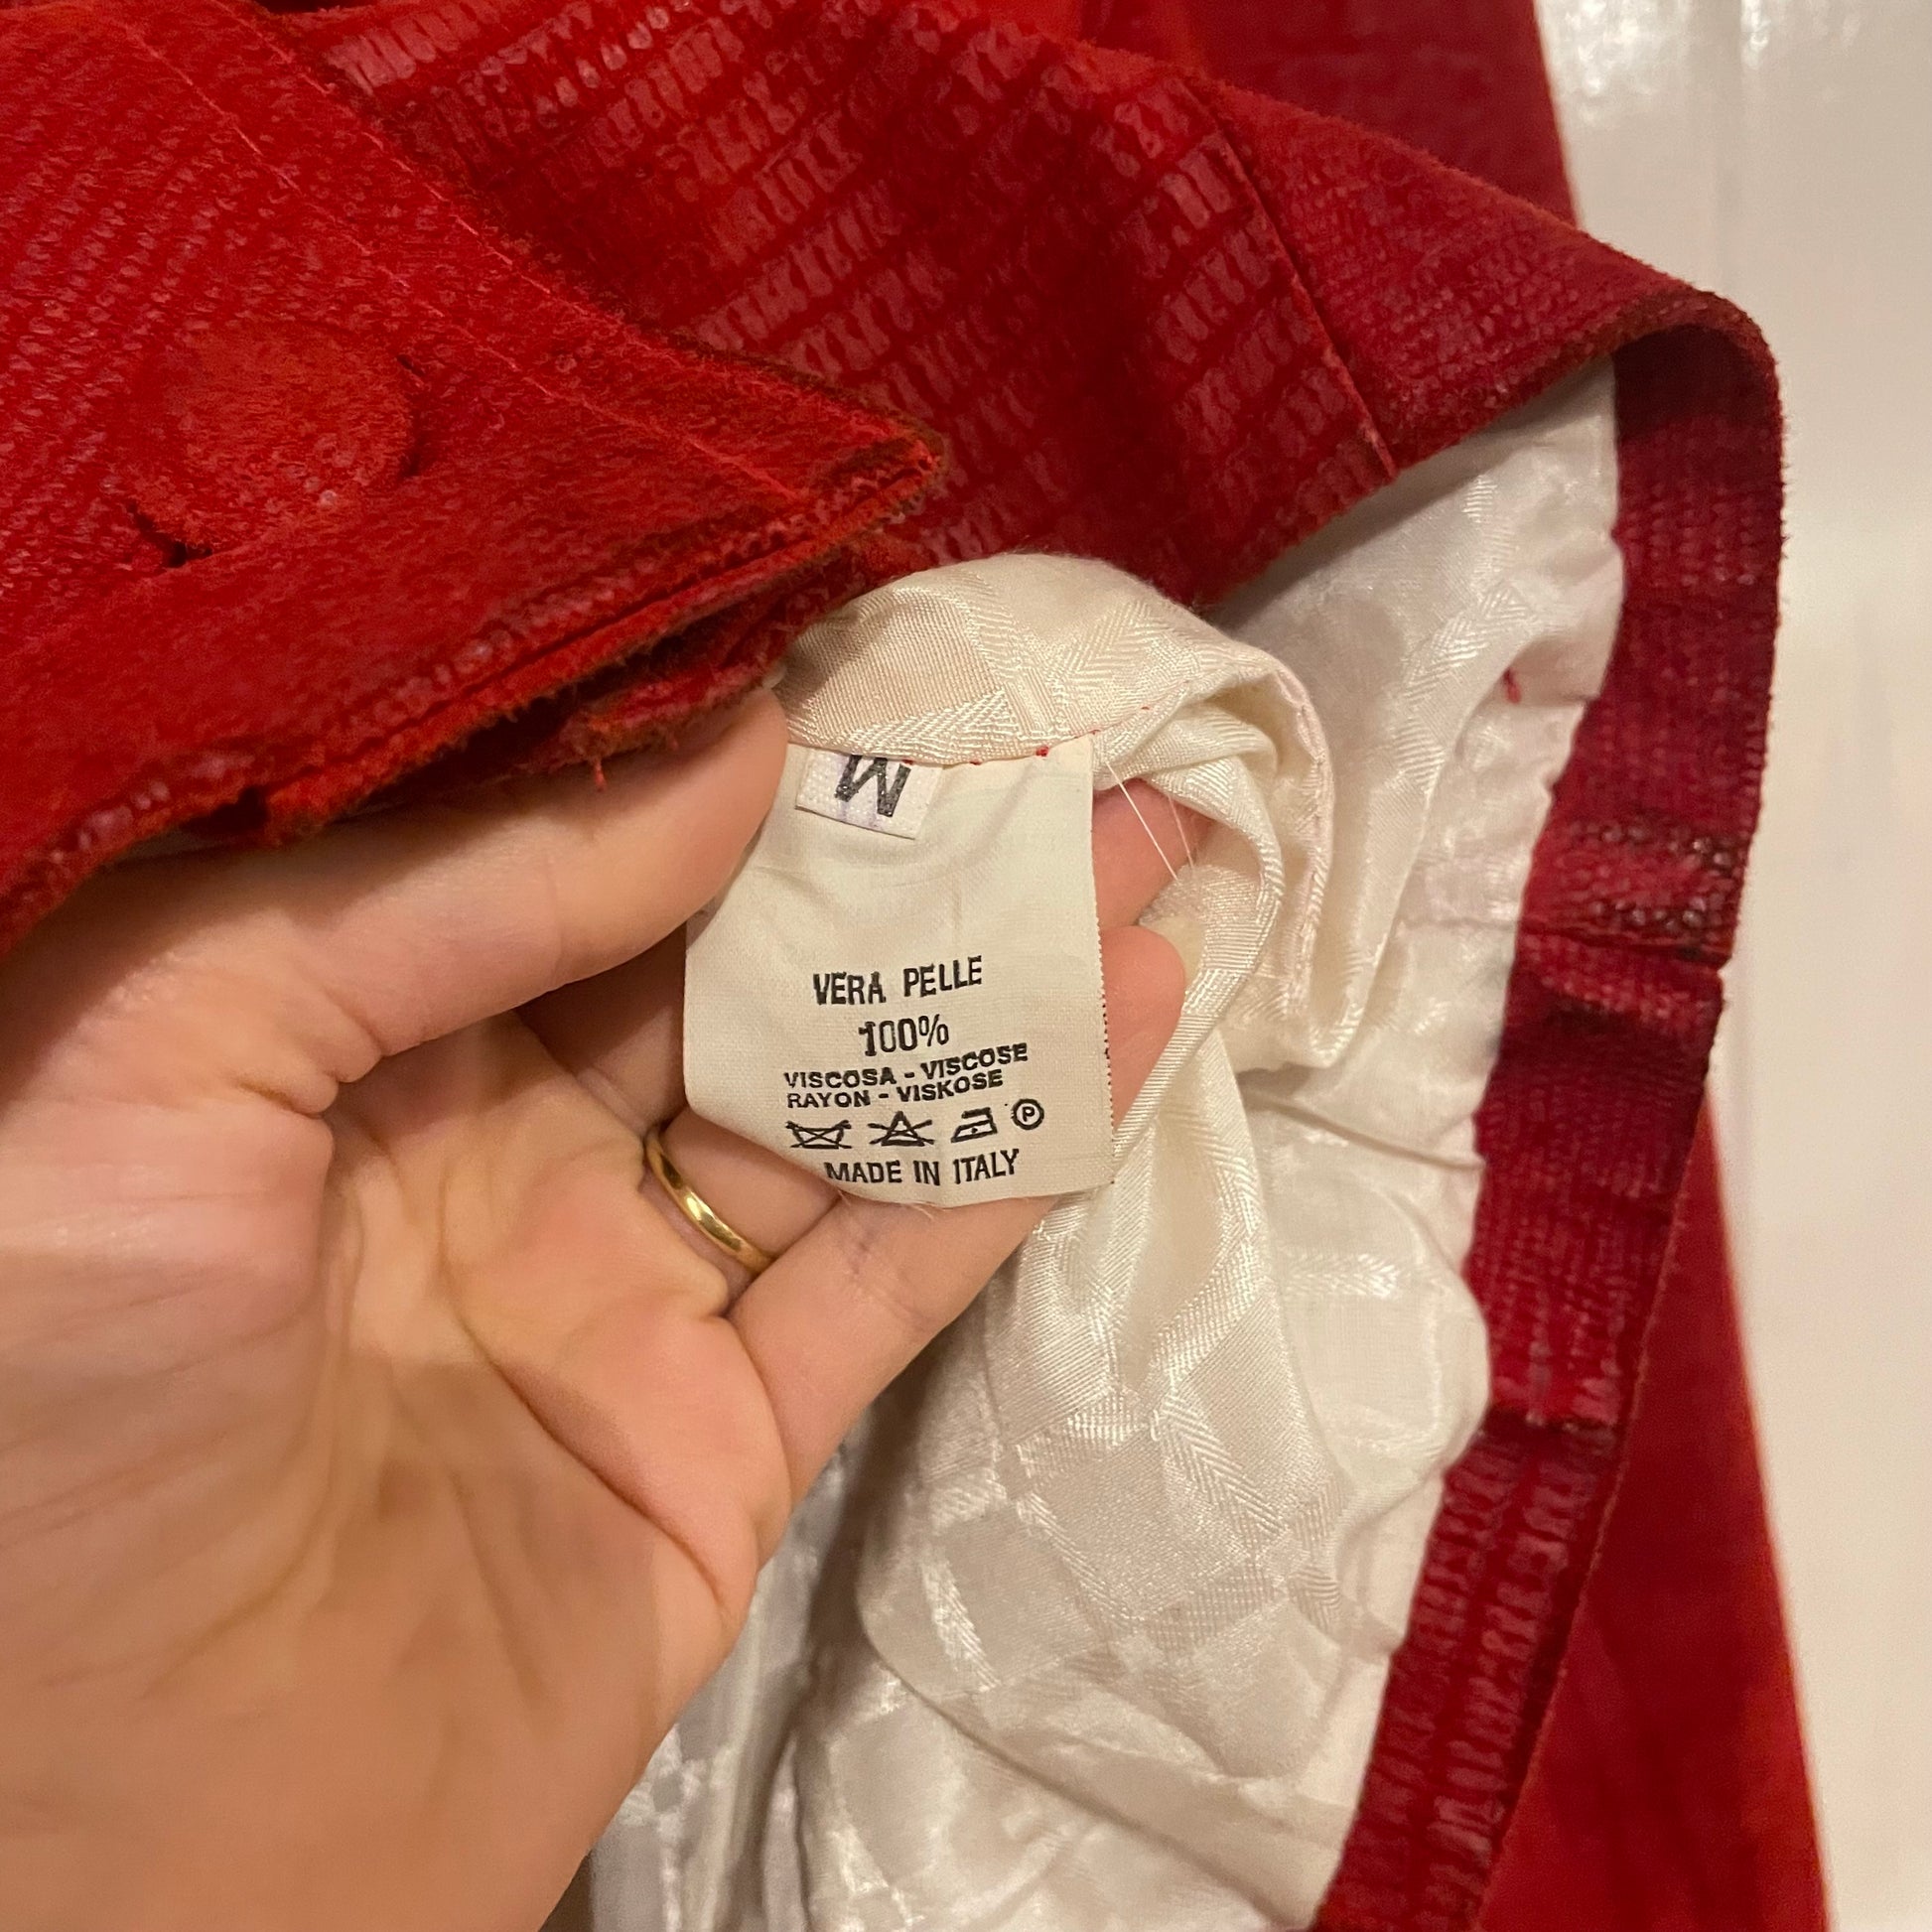 M
VERA PELLE
100%
VISCOSA - VISCOSE
RAYON - VISKOSE
P
MADE IN ITALY